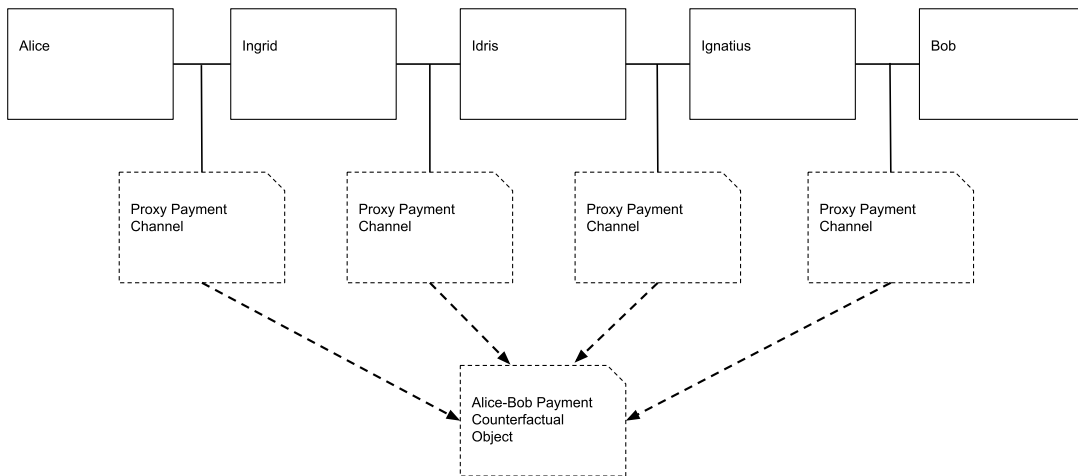 Alice
Ingrid
Idris
Ignatius
Bob
Proxy Payment
Channel
Proxy Payment
Channel
Proxy Payment
Channel
Proxy Payment
Channel
Alice-Bob Payment
Counterfactual
Object